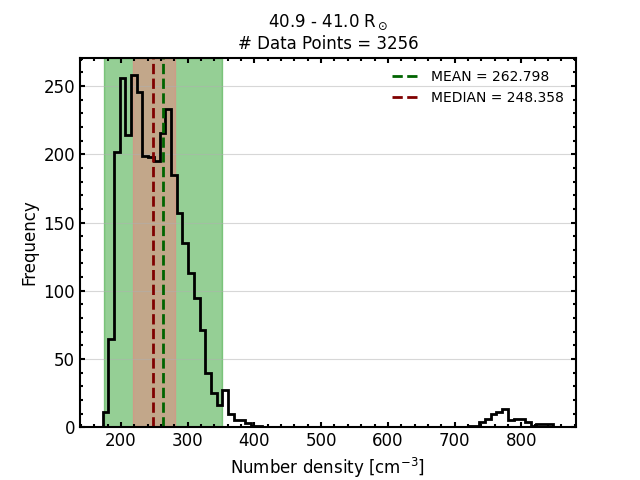 40.9 - 41.0 R⊙
# Data Points = 3256
MEAN = 262.798
MEDIAN = 248.358
Frequency
250
200
150
100
50
0
200 300 400 500 600 700 800
Number density [cm⁻³]